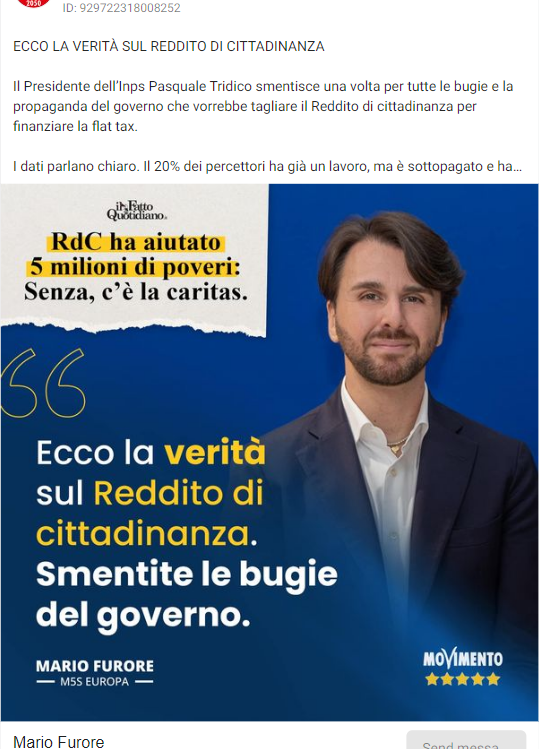 2050
ID: 929722318008252
ECCO LA VERITÀ SUL REDDITO DI CITTADINANZA
Il Presidente dell'Inps Pasquale Tridico smentisce una volta per tutte le bugie e la
propaganda del governo che vorrebbe tagliare il Reddito di cittadinanza per
finanziare la flat tax.
I dati parlano chiaro. Il 20% dei percettori ha già un lavoro, ma è sottopagato e ha...
il Fatto
Quotidiano
RdC ha aiutato
5 milioni di poveri:
Senza, c'è la caritas.
Ecco la verità
sul Reddito di
cittadinanza.
Smentite le bugie
del governo.
MARIO FURORE
M5S EUROPA
MOVIMENTO
Mario Furore
Send messa